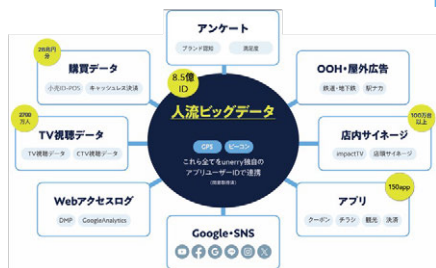 アンケート
ブランド認知
満足度
26兆円
分
購買データ
小売ID-POS
キャッシュレス決済
8.5億
ID
OOH・屋外広告
鉄道・地下鉄
駅ナカ
人流ビッグデータ
GPS
ビーコン
これら全てをunerry独自の
アプリユーザーIDで連携
2700
万人
TV視聴データ
TV視聴データ
CTV視聴データ
100万台
以上
店内サイネージ
impactTV
店頭サイネージ
Webアクセスログ
DMP
GoogleAnalytics
150app
アプリ
クーポン
チラシ
観光
決済
Google・SNS